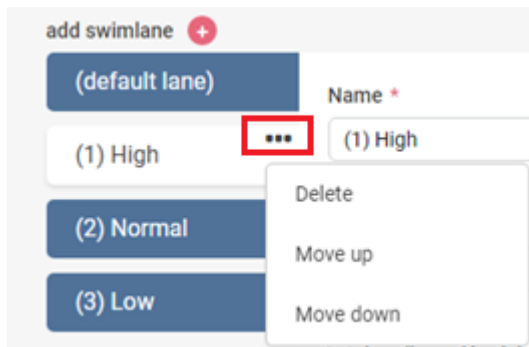 add swimlane
(default lane)
Name *
(1) High
(1) High
Delete
(2) Normal
Move up
(3) Low
Move down